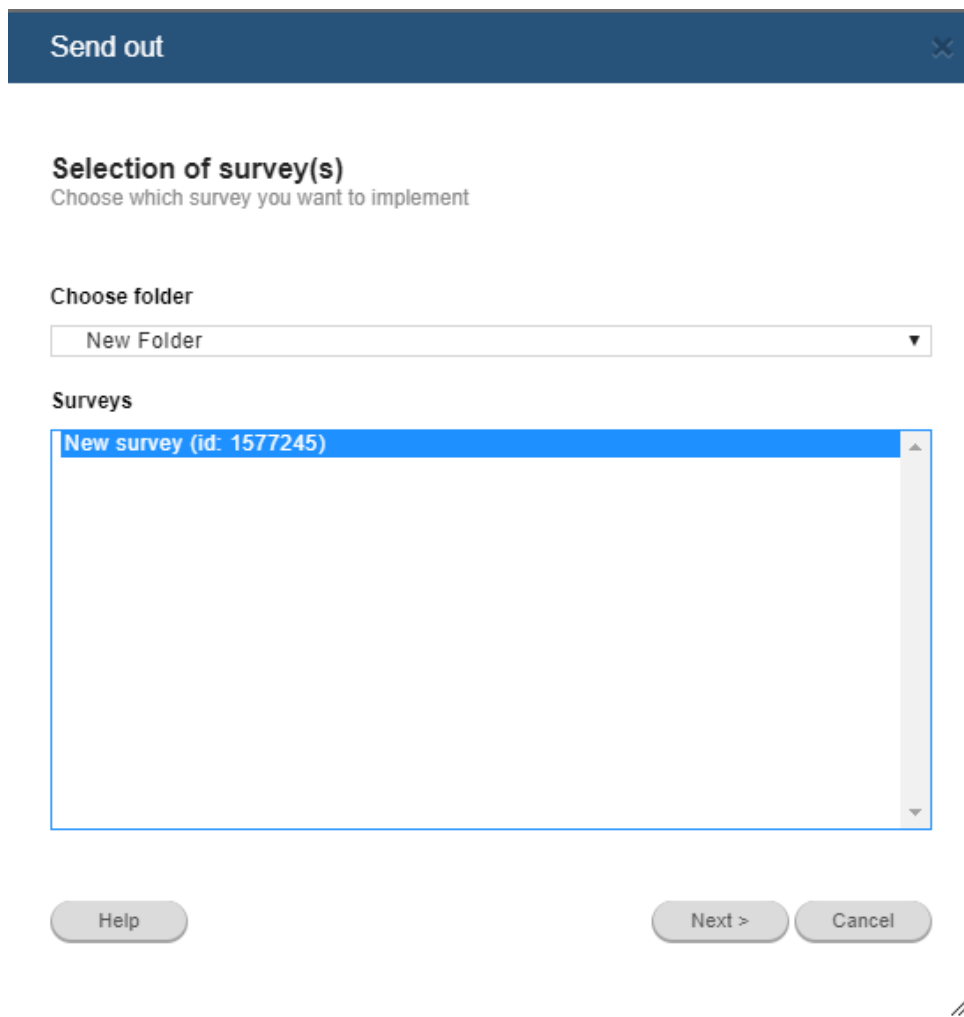 Send out
Selection of survey(s)
Choose which survey you want to implement
Choose folder
New Folder
Surveys
New survey (id: 1577245)
Help
Next >
Cancel